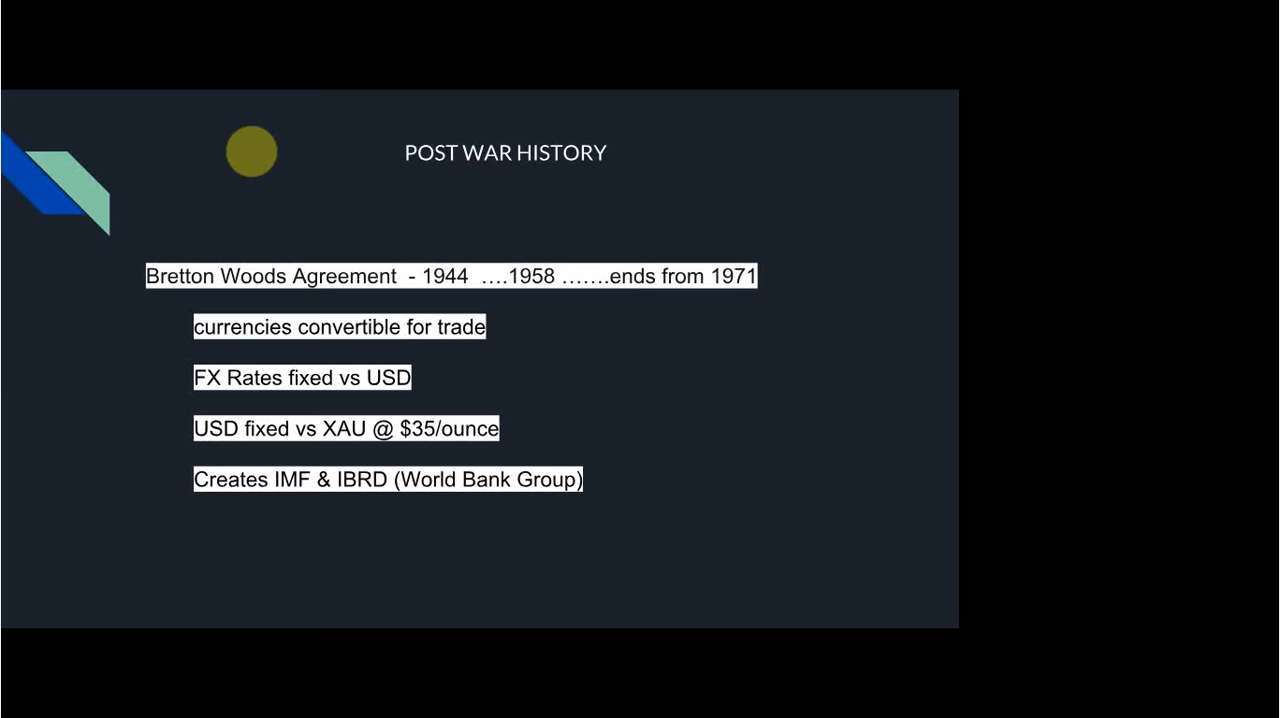 POST WAR HISTORY
Bretton Woods Agreement  - 1944  ….1958 …….ends from 1971
currencies convertible for trade
FX Rates fixed vs USD
USD fixed vs XAU @ $35/ounce
Creates IMF & IBRD (World Bank Group)